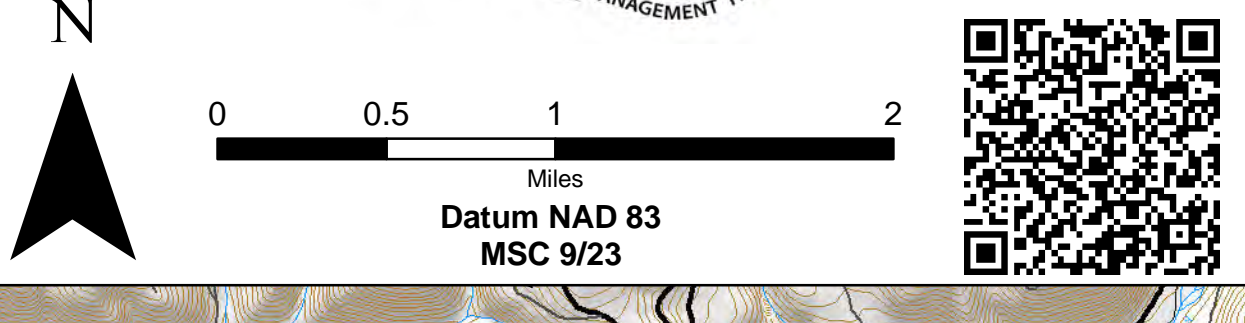 MANAGEMENT
N
0 0.5 1 2
Miles
Datum NAD 83
MSC 9/23